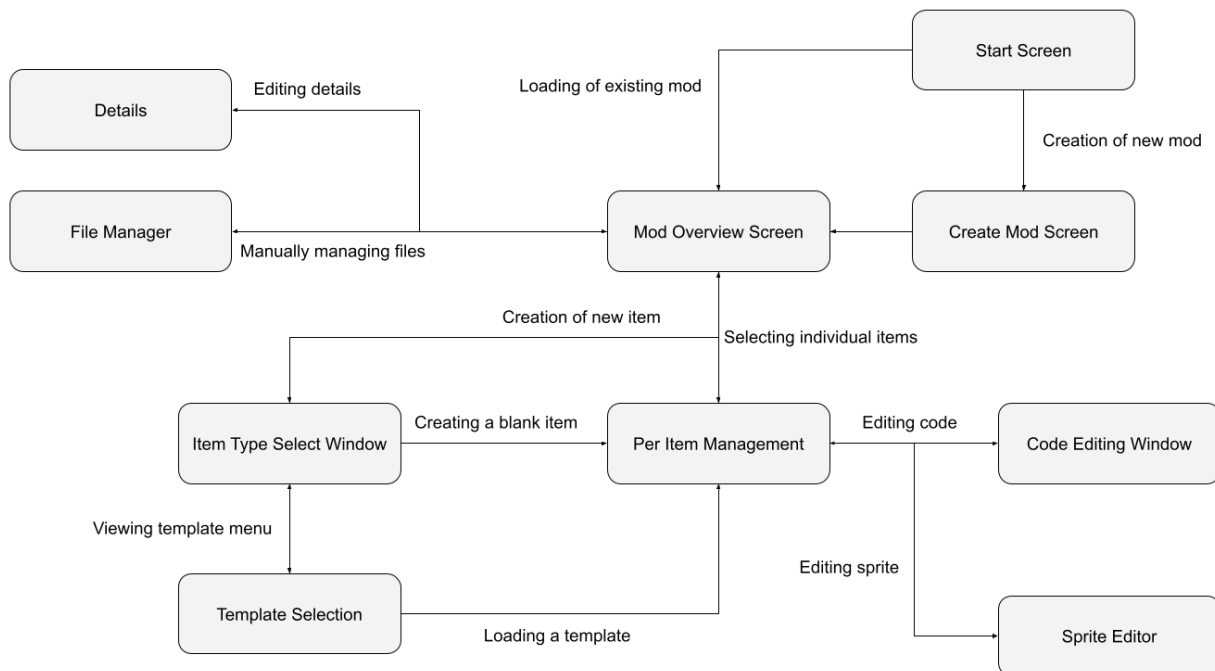 Start Screen
Loading of existing mod
Editing details
Details
Creation of new mod
File Manager
Manually managing files
Mod Overview Screen
Create Mod Screen
Creation of new item
Selecting individual items
Item Type Select Window
Creating a blank item
Per Item Management
Editing code
Code Editing Window
Viewing template menu
Editing sprite
Template Selection
Loading a template
Sprite Editor